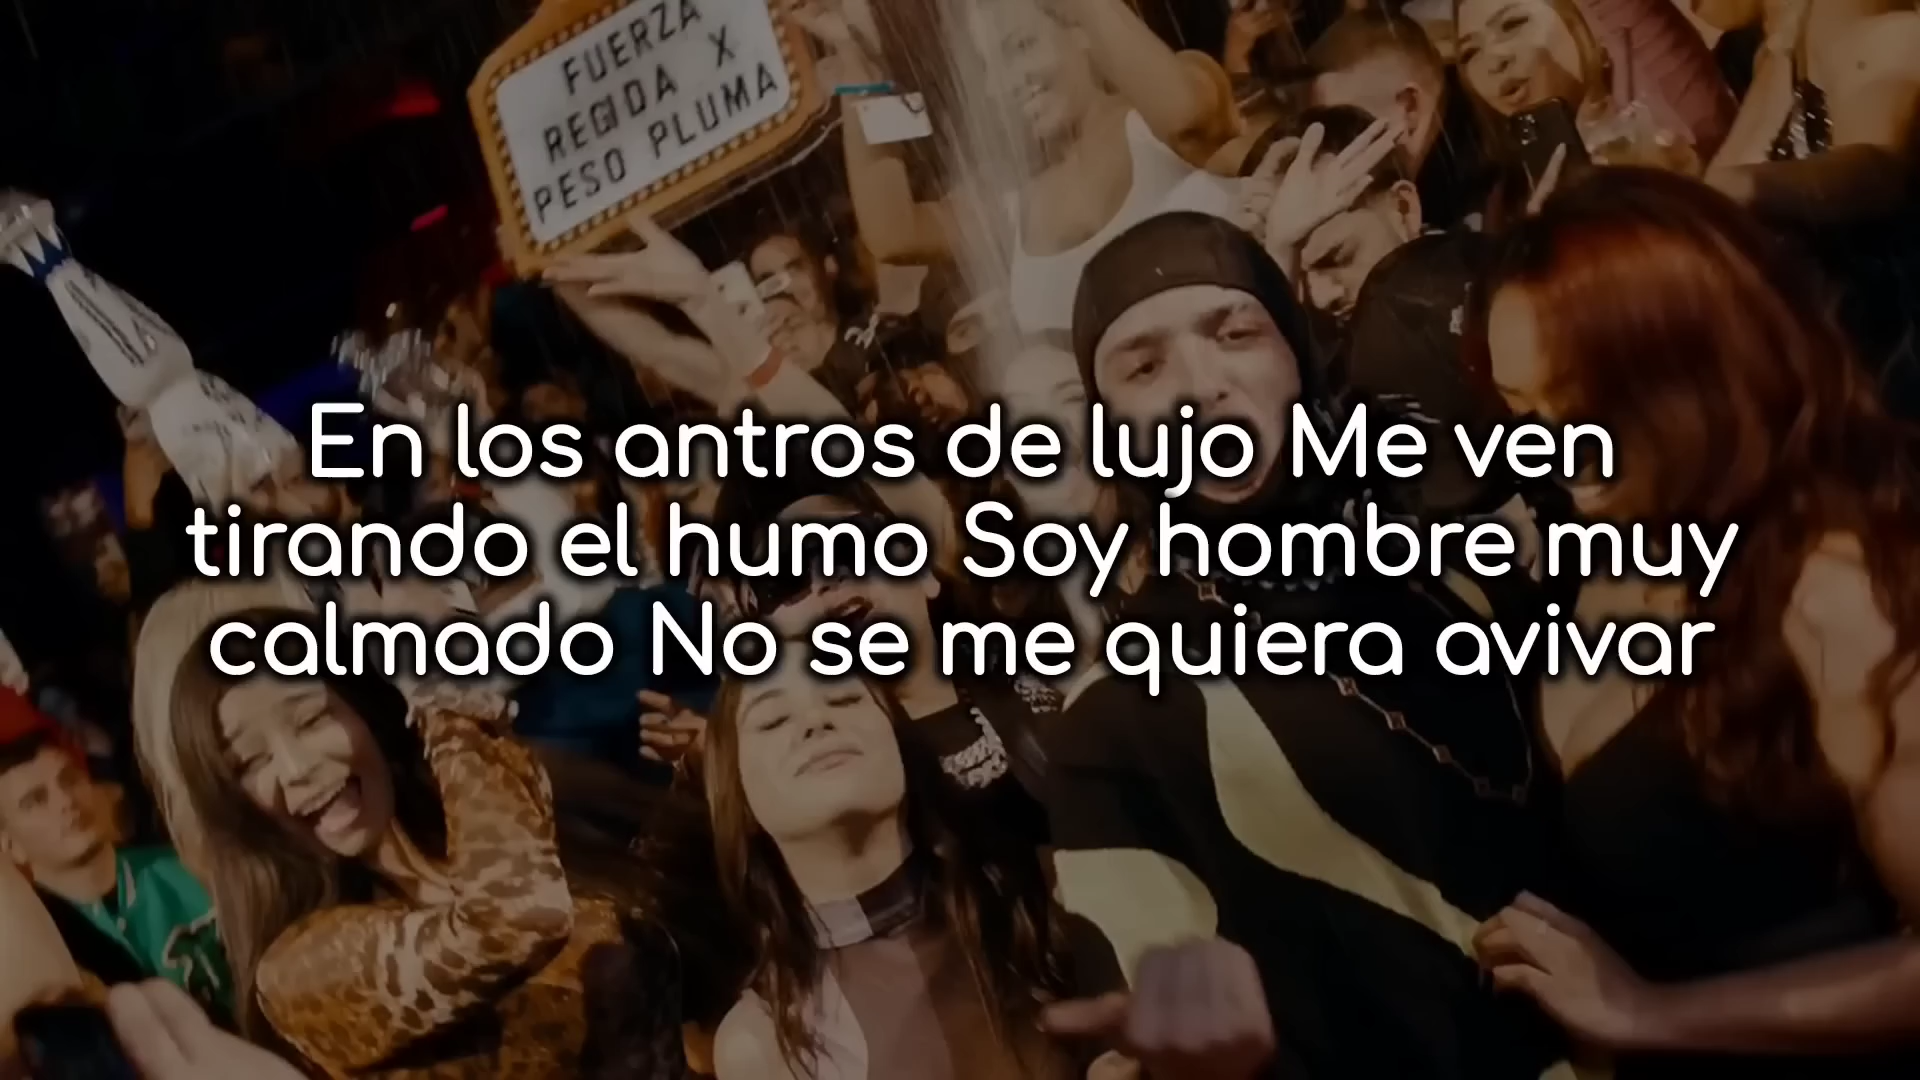 FUERZA
REGIDA X
PESO PLUMA
En los antros de lujo Me ven
tirando el humo Soy hombre muy
calmado No se me quiera avivar